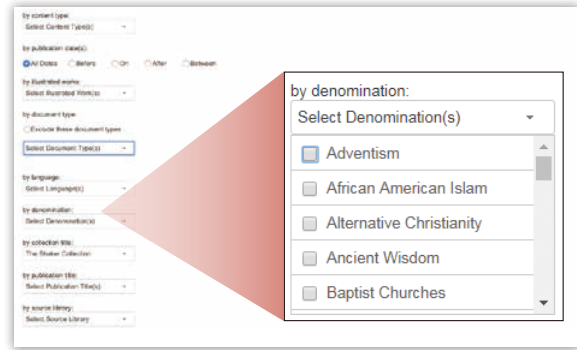 by content type:
Select Content Type(s)
by publication date(s):
All Dates Before On After Between
by illustrated works:
Select Illustrated Work(s)
by document type:
Exclude these document types
Select Document Type(s)
by language:
Select Language(s)
by denomination:
Select Denomination(s)
by collection title:
The Shaker Collection
by publication title:
Select Publication Title(s)
by source library:
Select Source Library
by denomination:
Select Denomination(s)
Adventism
African American Islam
Alternative Christianity
Ancient Wisdom
Baptist Churches